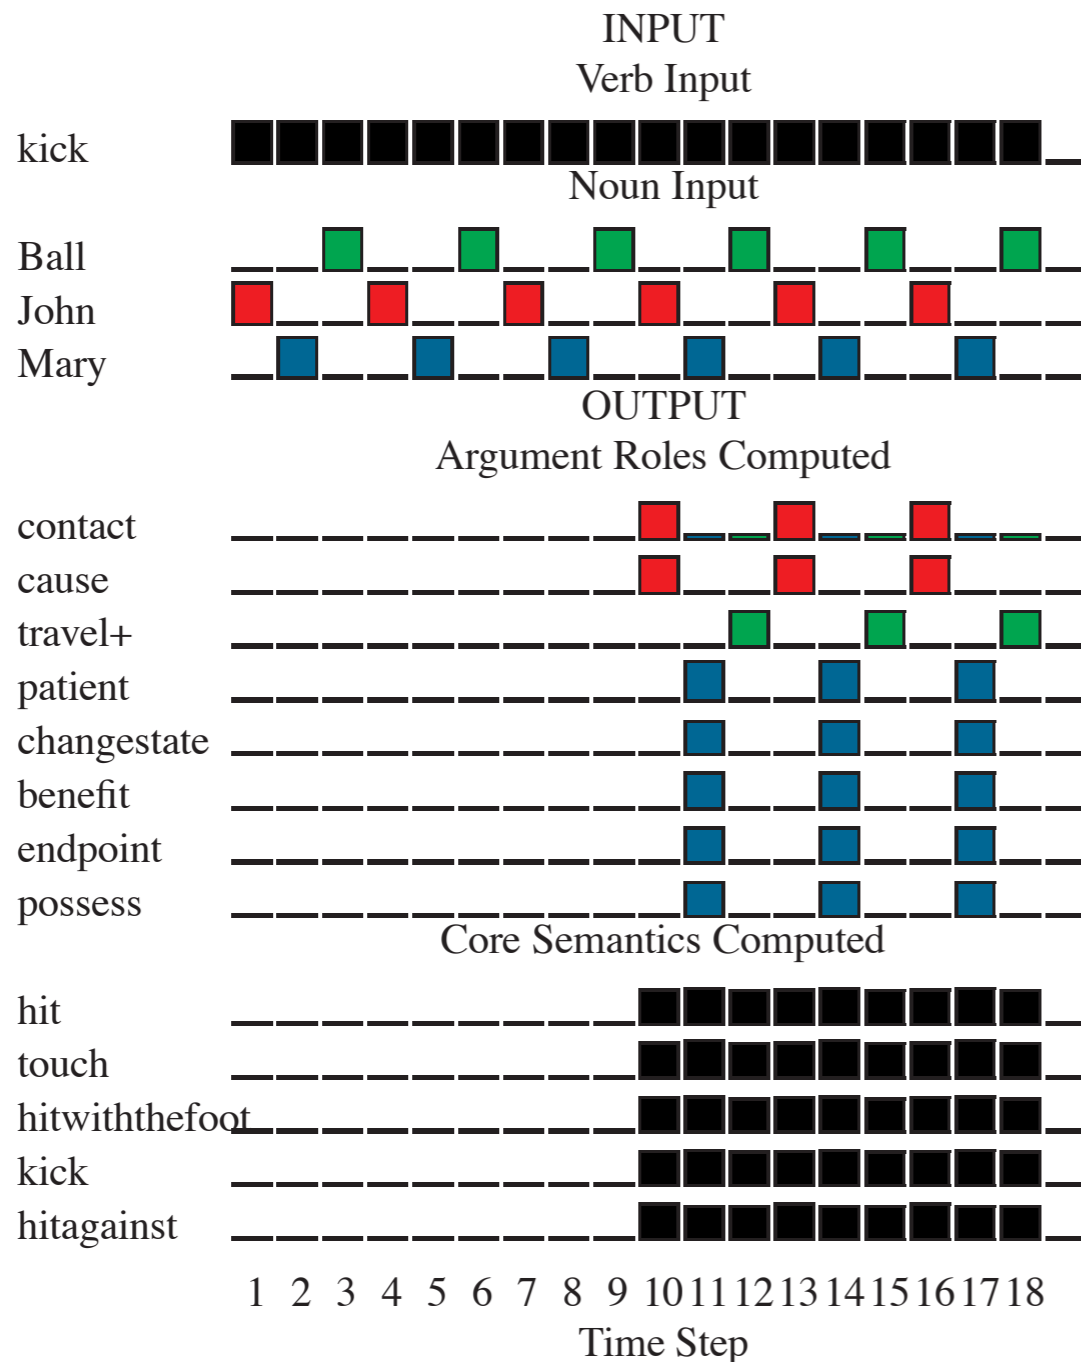 INPUT
Verb Input
kick
Noun Input
Ball
John
Mary
OUTPUT
Argument Roles Computed
contact
cause
travel+
patient
changestate
benefit
endpoint
possess
Core Semantics Computed
hit
touch
hitwiththefoot
kick
hitagainst
1 2 3 4 5 6 7 8 9 10 11 12 13 14 15 16 17 18
Time Step